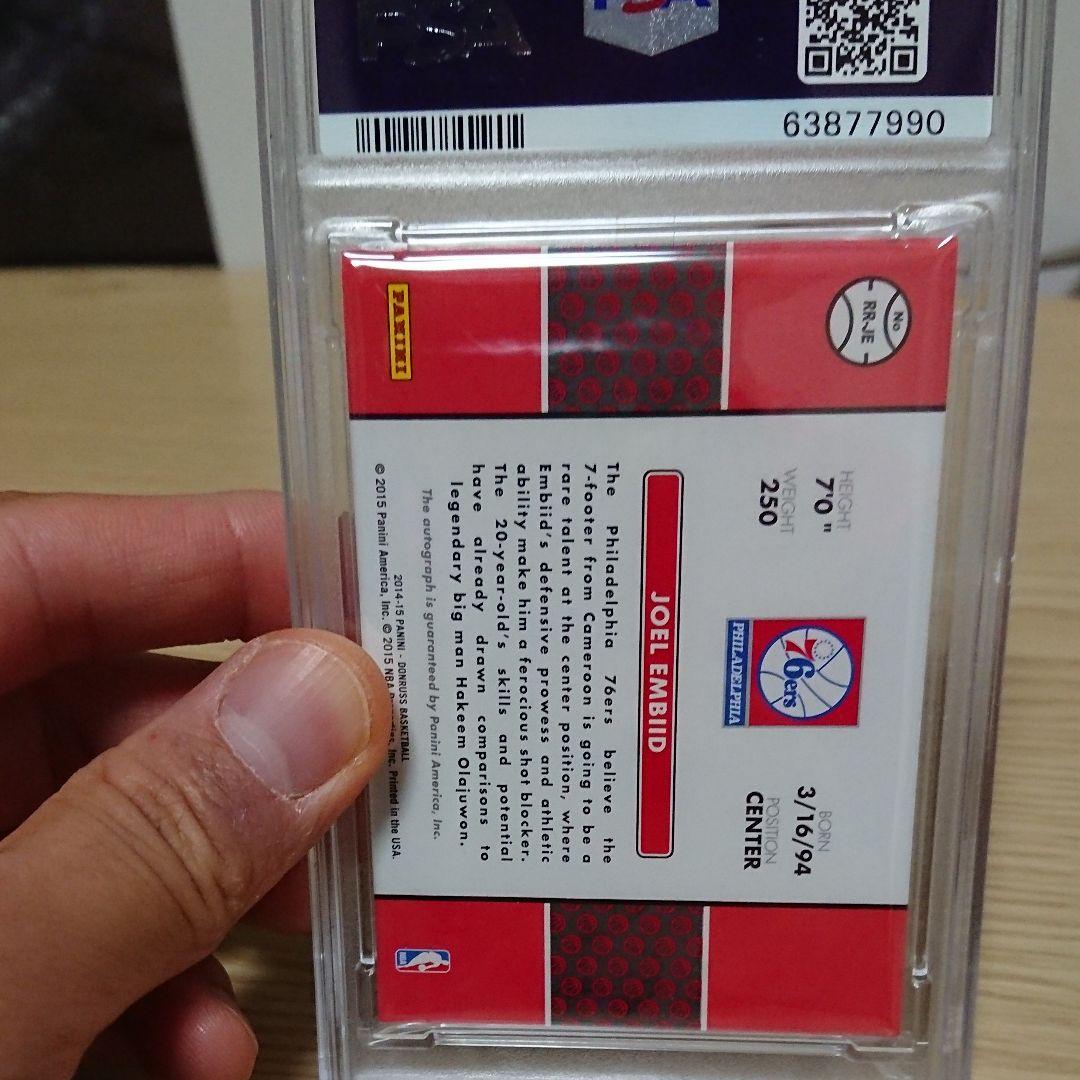 PSA
63877990
No
RR-JE
PANINI
HEIGHT
7'0"
WEIGHT
250
76ers
PHILADELPHIA
BORN
3/16/94
POSITION
CENTER
JOEL EMBIID
The Philadelphia 76ers believe the
7-footer from Cameroon is going to be a
rare talent at the center position, where
Embiid's defensive prowess and athletic
ability make him a ferocious shot blocker.
The 20-year-old's skills and potential
have already drawn comparisons to
legendary big man Hakeem Olajuwon.
The autograph is guaranteed by Panini America, Inc.
2014-15 PANINI - DONRUSS BASKETBALL
© 2015 Panini America, Inc. © 2015 NBA Inc. Printed in the USA.
NBA